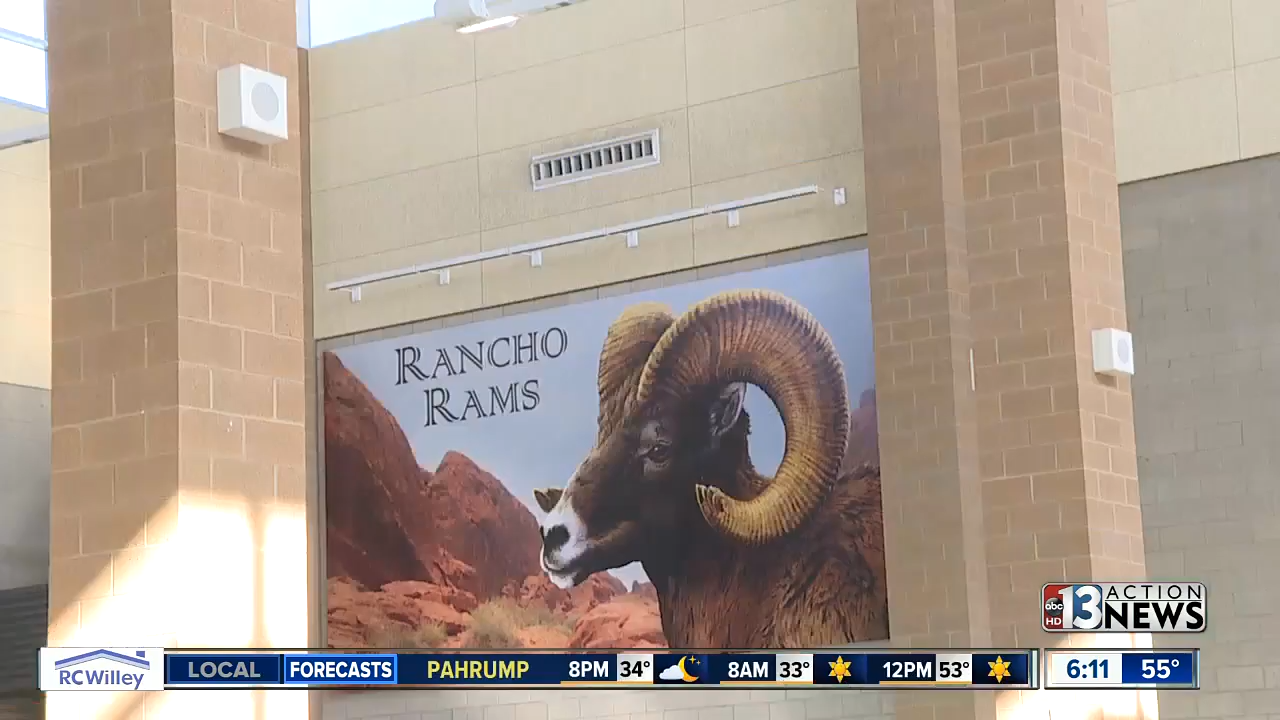 RANCHO
RAMS
abc
HD
13
ACTION
NEWS
RCWilley
LOCAL
FORECASTS
PAHRUMP
8PM 34°
8AM 33°
12PM 53°
6:11
55°